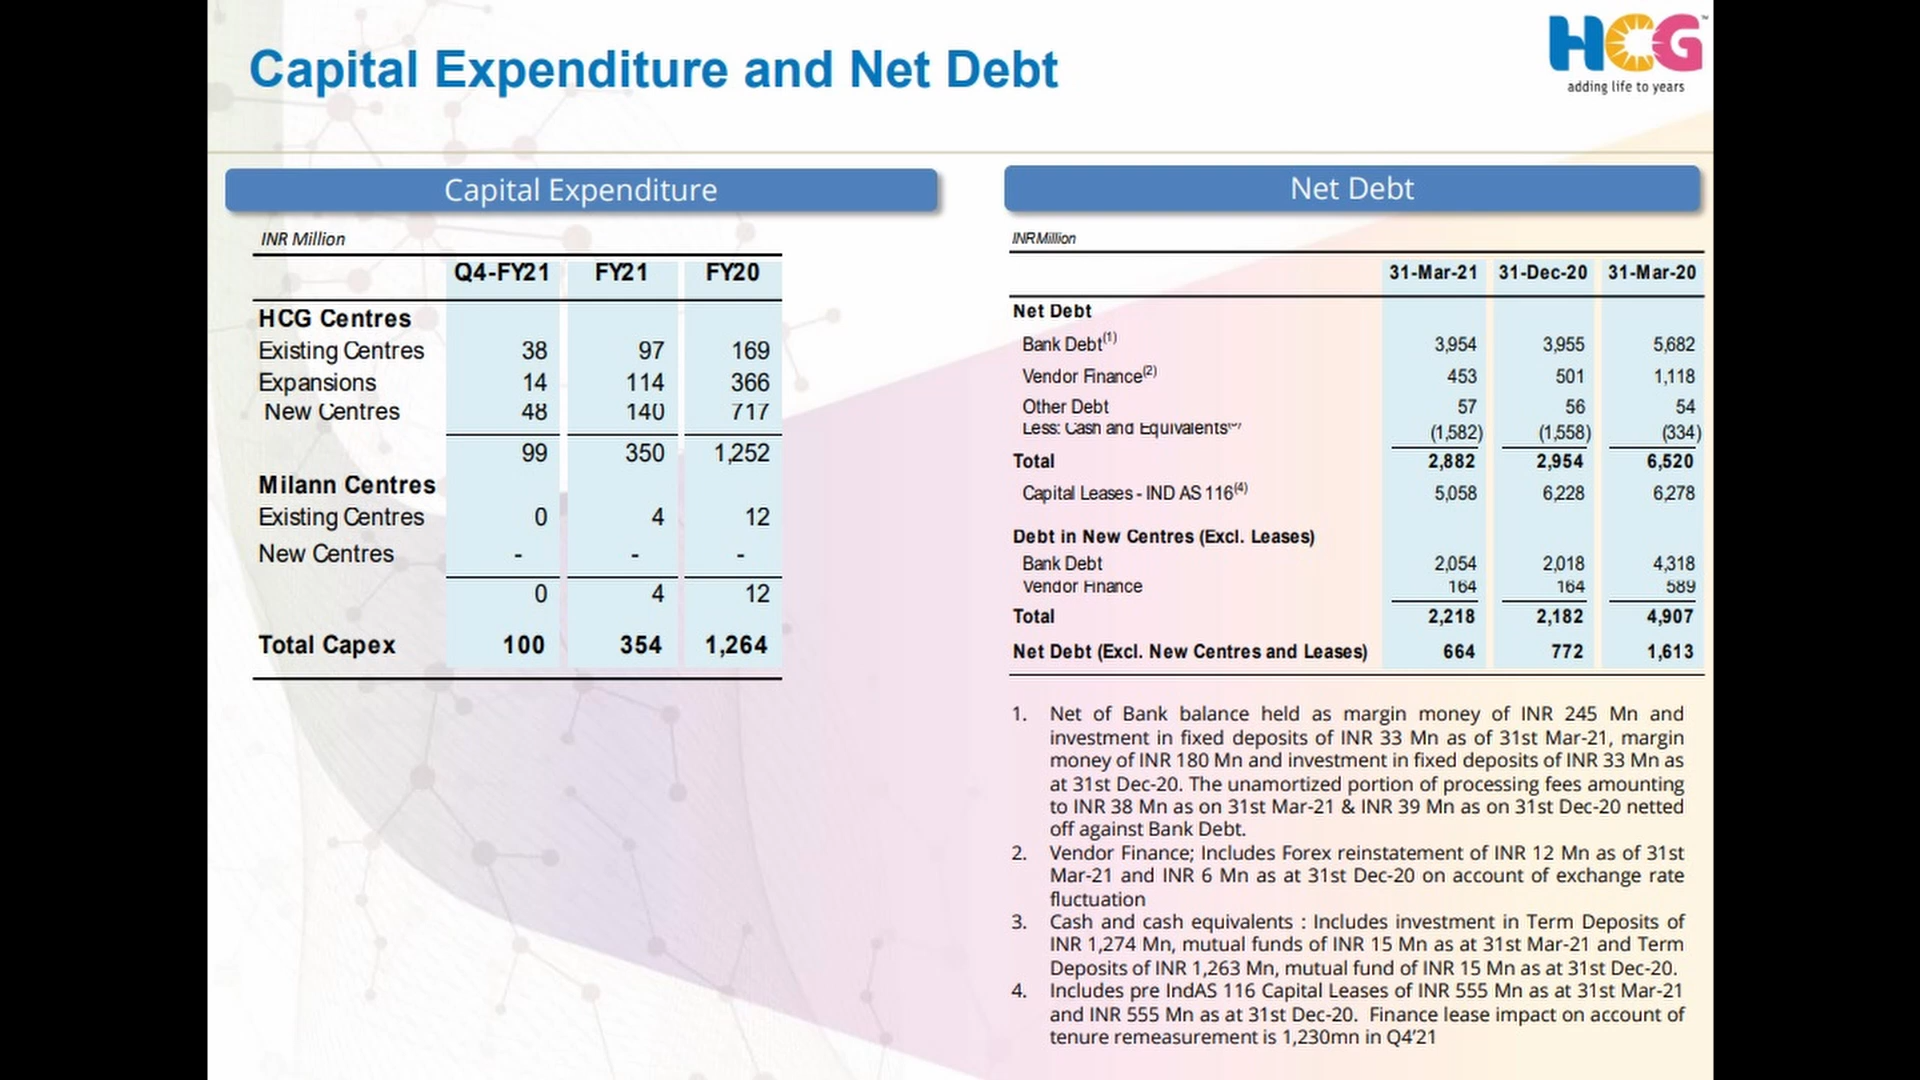 Capital Expenditure and Net Debt
HCG
adding life to years
Capital Expenditure
INR Million
Q4-FY21 FY21 FY20
HCG Centres
Existing Centres 38 97 169
Expansions 14 114 366
New Centres 48 140 717
99 350 1,252
Milann Centres
Existing Centres 0 4 12
New Centres - - -
0 4 12
Total Capex 100 354 1,264
Net Debt
INR Million
31-Mar-21 31-Dec-20 31-Mar-20
Net Debt
Bank Debt(1) 3,954 3,955 5,682
Vendor Finance(2) 453 501 1,118
Other Debt 57 56 54
Less: Cash and Equivalents(3) (1,582) (1,558) (334)
Total 2,882 2,954 6,520
Capital Leases - IND AS 116(4) 5,058 6,228 6,278
Debt in New Centres (Excl. Leases)
Bank Debt 2,054 2,018 4,318
Vendor Finance 164 164 589
Total 2,218 2,182 4,907
Net Debt (Excl. New Centres and Leases) 664 772 1,613
1. Net of Bank balance held as margin money of INR 245 Mn and
investment in fixed deposits of INR 33 Mn as of 31st Mar-21, margin
money of INR 180 Mn and investment in fixed deposits of INR 33 Mn as
at 31st Dec-20. The unamortized portion of processing fees amounting
to INR 38 Mn as on 31st Mar-21 & INR 39 Mn as on 31st Dec-20 netted
off against Bank Debt.
2. Vendor Finance; Includes Forex reinstatement of INR 12 Mn as of 31st
Mar-21 and INR 6 Mn as at 31st Dec-20 on account of exchange rate
fluctuation
3. Cash and cash equivalents : Includes investment in Term Deposits of
INR 1,274 Mn, mutual funds of INR 15 Mn as at 31st Mar-21 and Term
Deposits of INR 1,263 Mn, mutual fund of INR 15 Mn as at 31st Dec-20.
4. Includes pre IndAS 116 Capital Leases of INR 555 Mn as at 31st Mar-21
and INR 555 Mn as at 31st Dec-20. Finance lease impact on account of
tenure remeasurement is 1,230mn in Q4'21